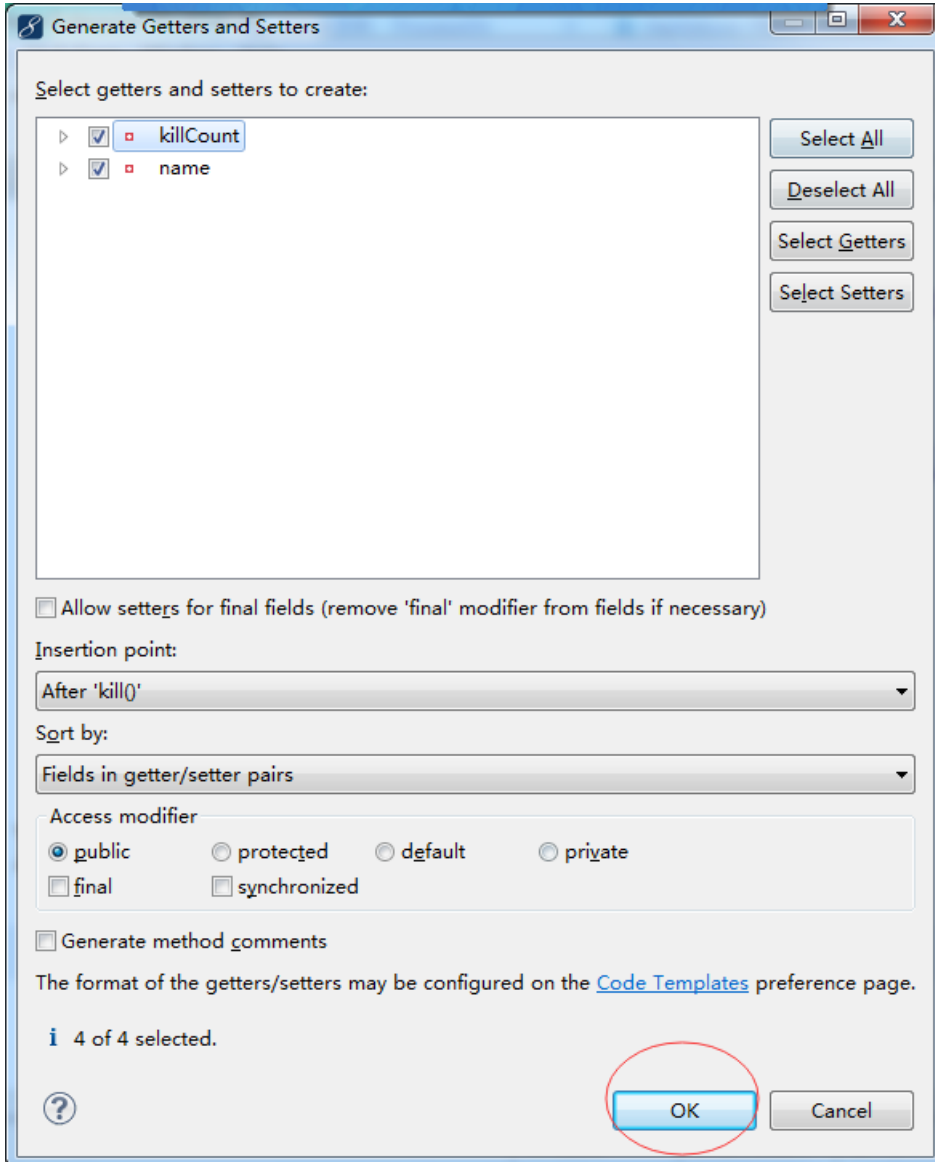 Generate Getters and Setters
Select getters and setters to create:
killCount
name
Select All
Deselect All
Select Getters
Select Setters
Allow setters for final fields (remove 'final' modifier from fields if necessary)
Insertion point:
After 'kill()'
Sort by:
Fields in getter/setter pairs
Access modifier
public protected default private
final synchronized
Generate method comments
The format of the getters/setters may be configured on the Code Templates preference page.
i 4 of 4 selected.
? OK Cancel